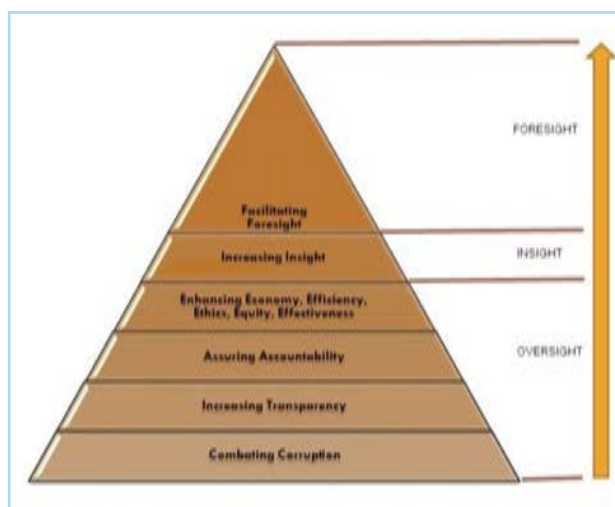 FORESIGHT
Facilitating
Foresight
Increasing Insight
INSIGHT
Enhancing Economy, Efficiency,
Ethics, Equity, Effectiveness
Assuring Accountability
OVERSIGHT
Increasing Transparency
Combating Corruption